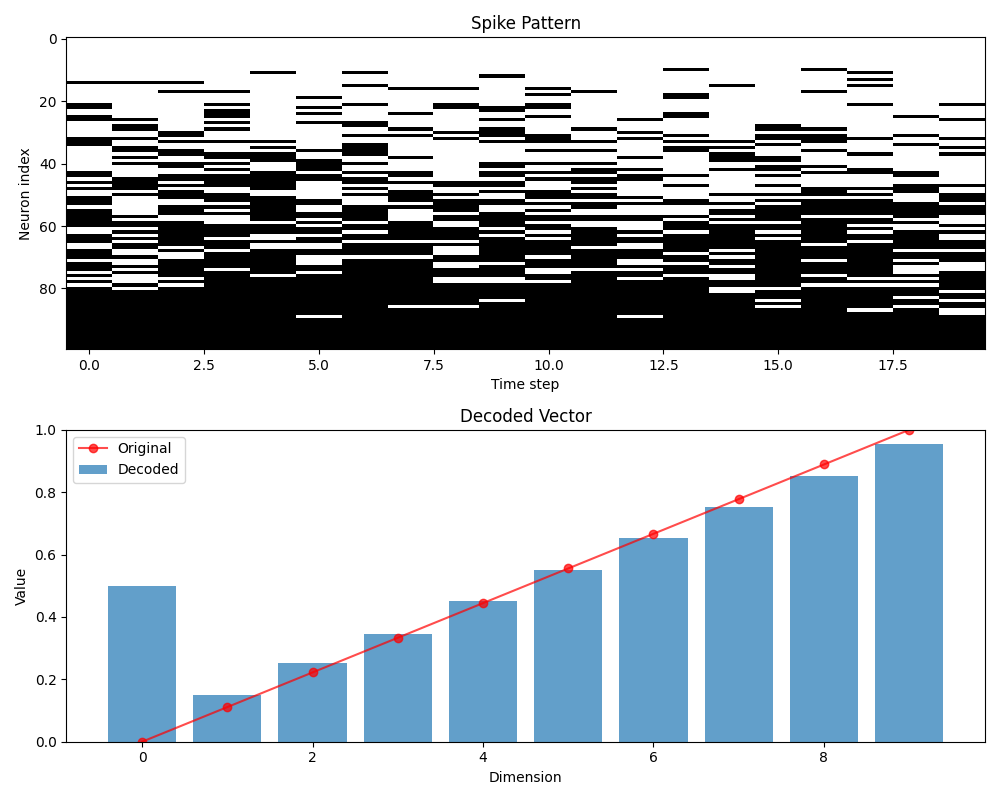 Spike Pattern
0
20
40
60
80
Neuron index
0.0 2.5 5.0 7.5 10.0 12.5 15.0 17.5
Time step
Decoded Vector
1.0
0.8
0.6
0.4
0.2
0.0
Value
Original
Decoded
0 2 4 6 8
Dimension